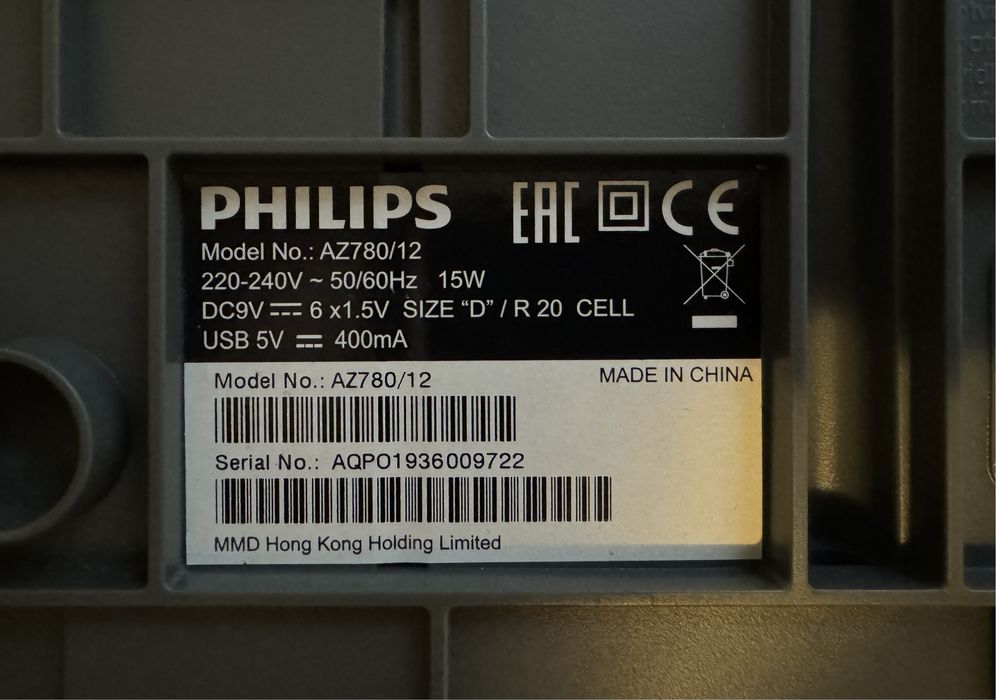 PHILIPS
EAC CE
Model No.: AZ780/12
220-240V ~ 50/60Hz 15W
DC9V ⎓ 6 x1.5V SIZE “D” / R 20 CELL
USB 5V ⎓ 400mA
Model No.: AZ780/12
MADE IN CHINA
Serial No.: AQPO1936009722
MMD Hong Kong Holding Limited